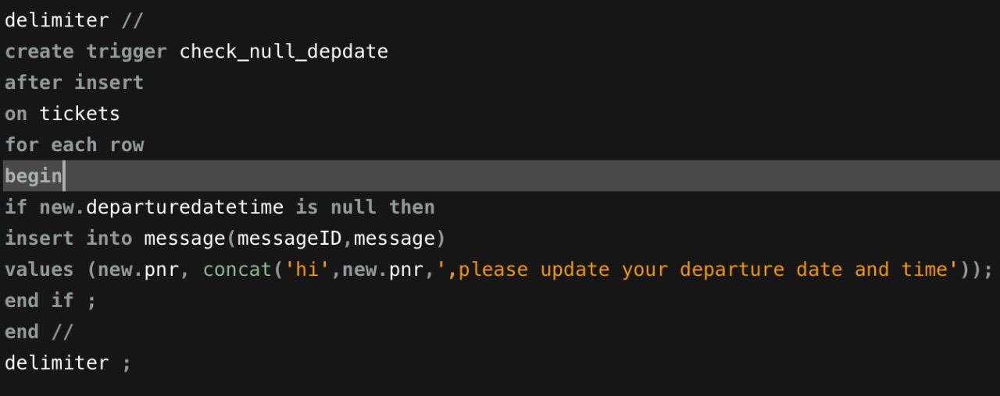 delimiter //
create trigger check_null_depdate
after insert
on tickets
for each row
begin
if new.departuredatetime is null then
insert into message(messageID,message)
values (new.pnr, concat('hi',new.pnr,',please update your departure date and time'));
end if ;
end //
delimiter ;